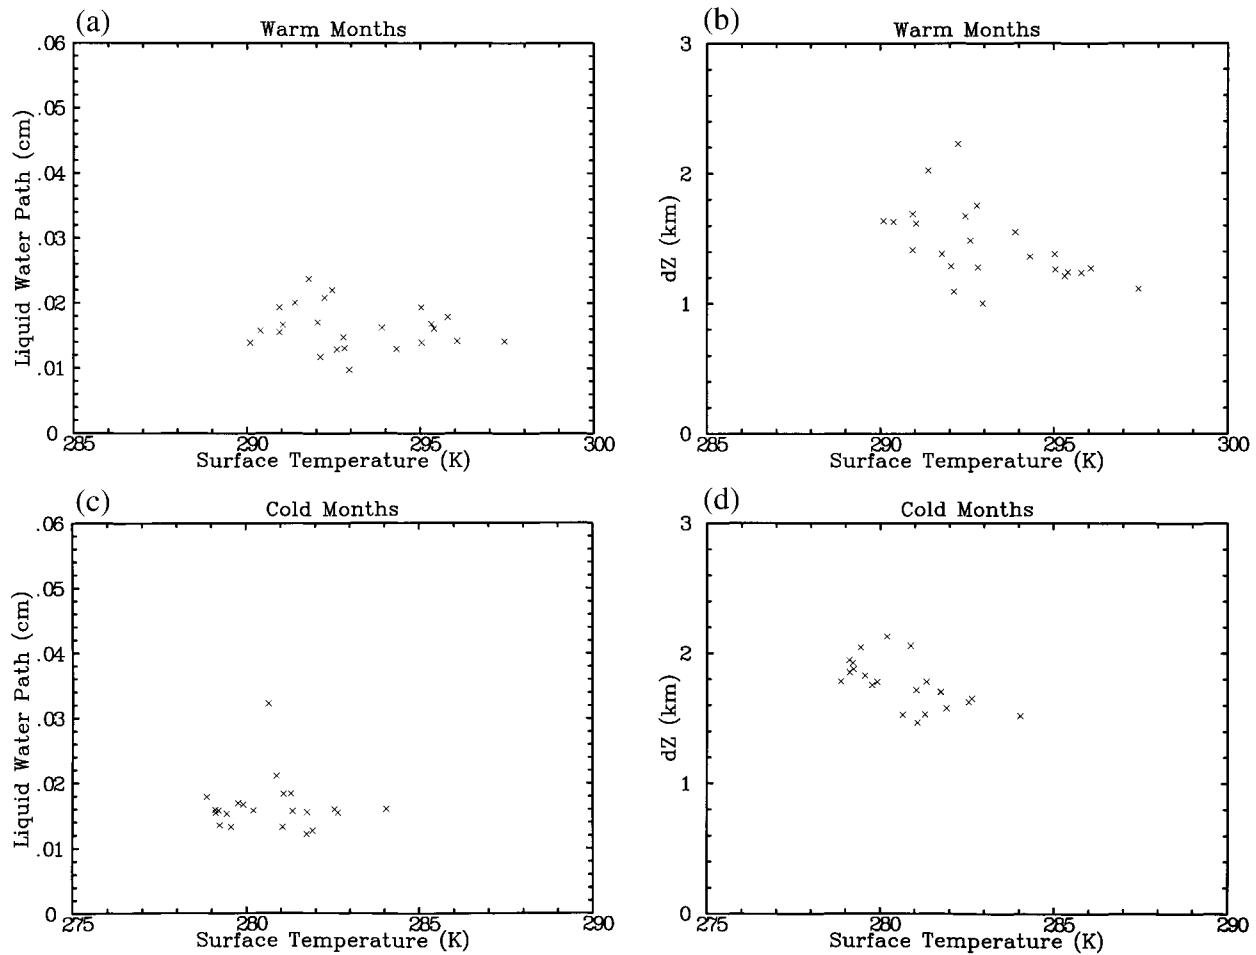 (a)
Warm Months
.06
.05
.04
.03
.02
.01
0
Liquid Water Path (cm)
285 290 295 300
Surface Temperature (K)
(b)
Warm Months
3
2
1
0
dZ (km)
285 290 295 300
Surface Temperature (K)
(c)
Cold Months
.06
.05
.04
.03
.02
.01
0
Liquid Water Path (cm)
275 280 285 290
Surface Temperature (K)
(d)
Cold Months
3
2
1
0
dZ (km)
275 280 285 290
Surface Temperature (K)